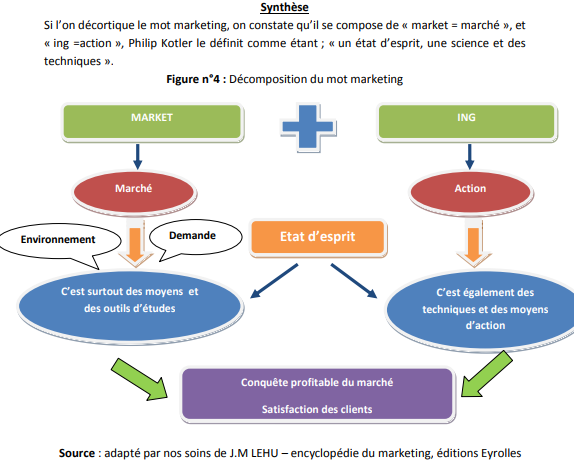 Synthèse
Si l’on décortique le mot marketing, on constate qu’il se compose de « market = marché », et
« ing =action », Philip Kotler le définit comme étant ; « un état d’esprit, une science et des
techniques ».
Figure n°4 : Décomposition du mot marketing
MARKET
ING
Marché
Action
Environnement
Demande
Etat d’esprit
C’est surtout des moyens et
des outils d’études
C’est également des
techniques et des moyens
d’action
Conquête profitable du marché
Satisfaction des clients
Source : adapté par nos soins de J.M LEHU – encyclopédie du marketing, éditions Eyrolles